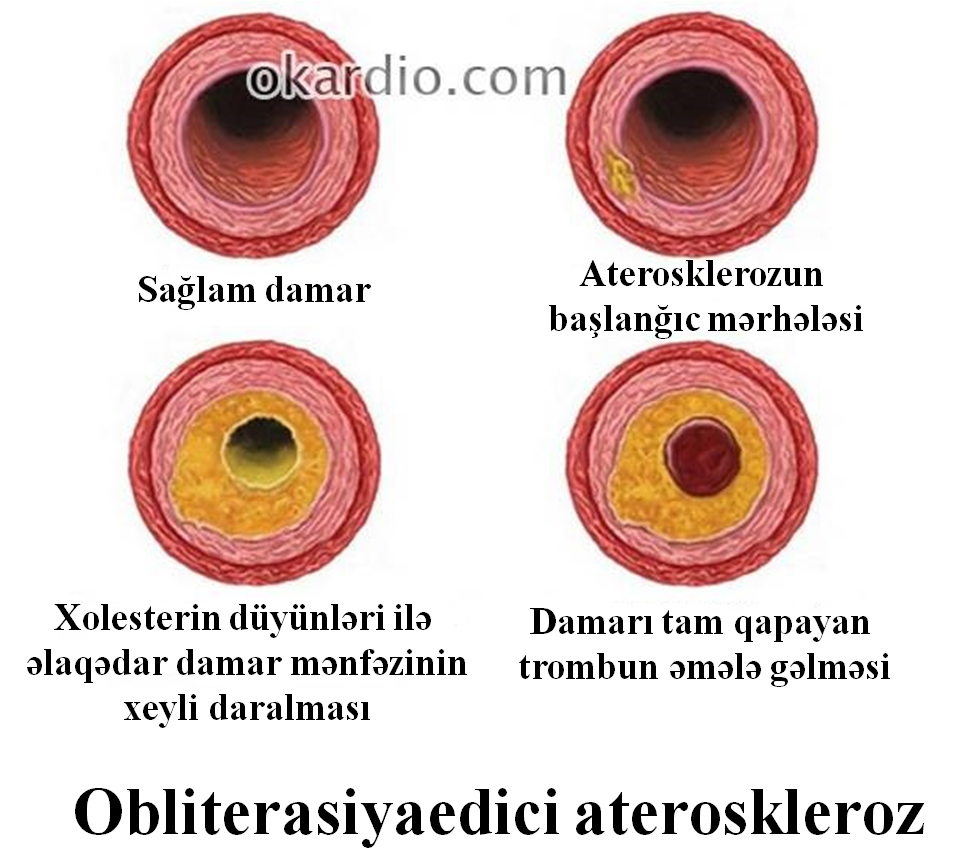 okardio.com
Sağlam damar
Aterosklerozun
başlanğıc mərhələsi
Xolesterin düyünləri ilə
əlaqədar damar mənfəzinin
xeyli daralması
Damarı tam qapayan
trombun əmələ gəlməsi
Obliterasiyaedici ateroskleroz